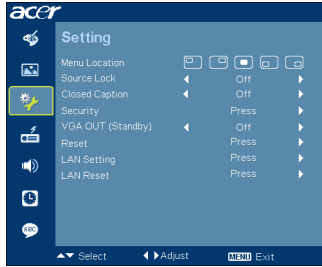 acer
Setting
Menu Location
Source Lock Off
Closed Caption Off
Security Press
VGA OUT (Standby) Off
Reset Press
LAN Setting Press
LAN Reset Press
ABC
Select Adjust MENU Exit